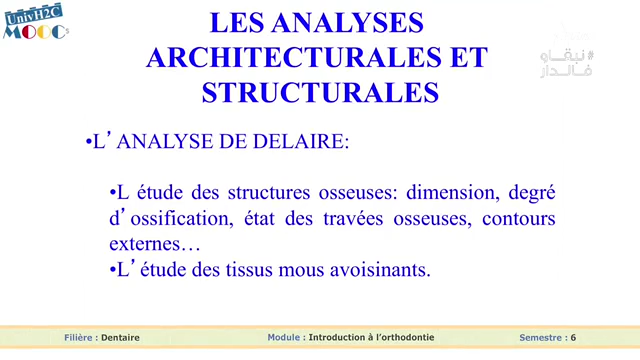 UnivH2C
MOOCs
LES ANALYSES
ARCHITECTURALES ET
STRUCTURALES
#نبقاو
فالدار
•L’ANALYSE DE DELAIRE:
•L étude des structures osseuses: dimension, degré
d’ossification, état des travées osseuses, contours
externes…
•L’étude des tissus mous avoisinants.
Filière : Dentaire
Module : Introduction à l’orthodontie
Semestre : 6